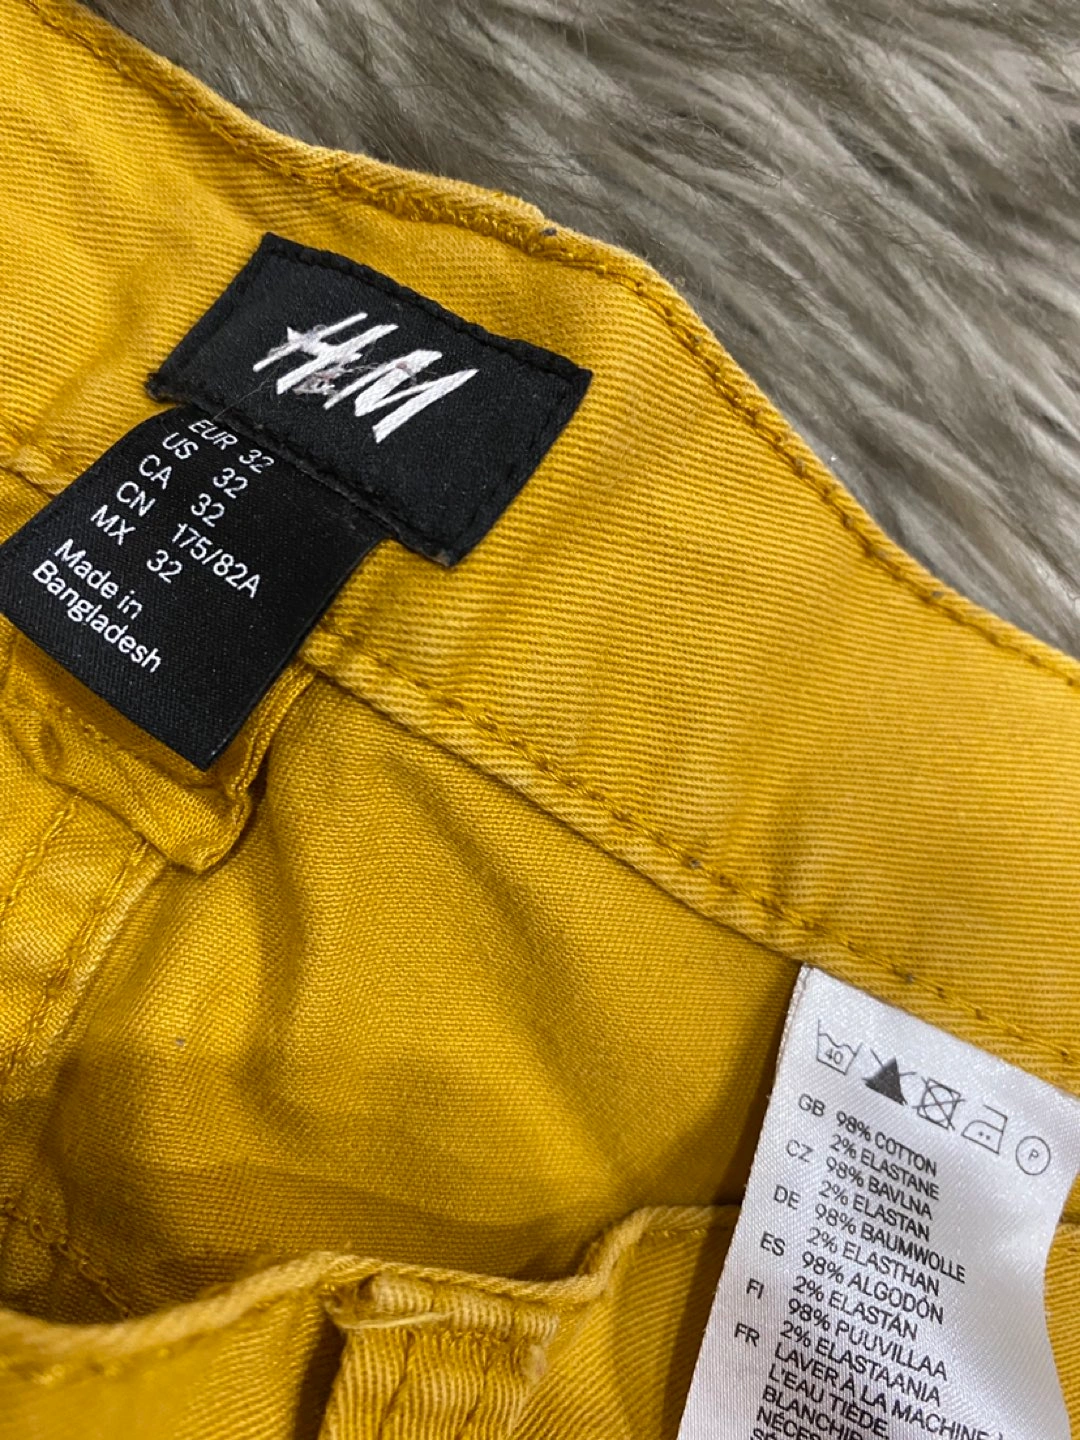 H&M
EUR 32
US 32
CA 32
CN 175/82A
MX 32
Made in
Bangladesh
40
P
GB 98% COTTON
2% ELASTANE
CZ 98% BAVLNA
2% ELASTAN
DE 98% BAUMWOLLE
2% ELASTHAN
ES 98% ALGODÓN
2% ELASTÁN
FI 98% PUUVILLAA
2% ELASTAANIA
FR LAVER À LA MACHINE
L'EAU TIÈDE.
BLANCHIR